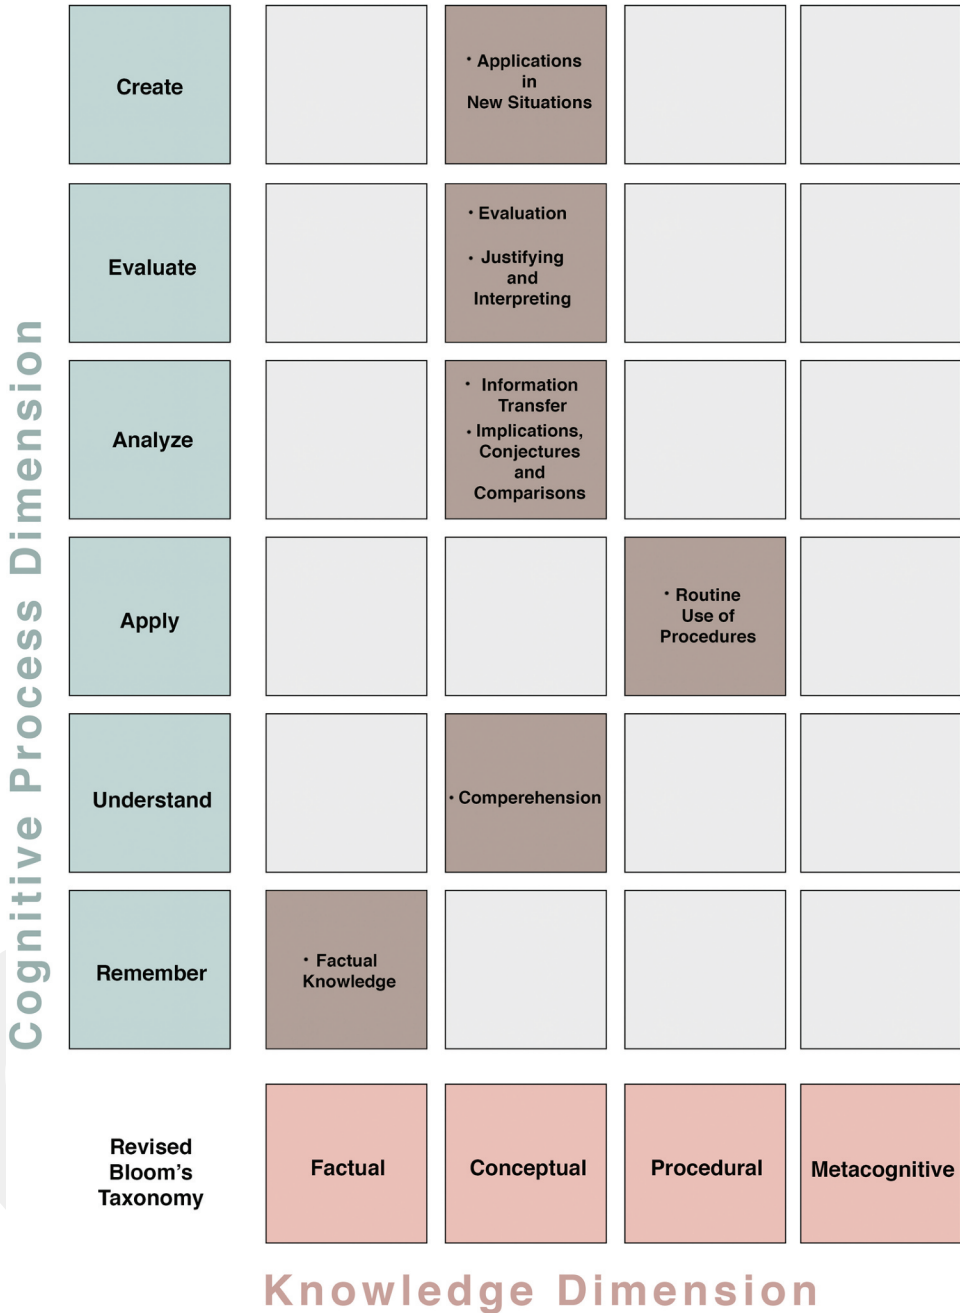 Cognitive Process Dimension
Create
• Applications
in
New Situations
Evaluate
• Evaluation
• Justifying
and
Interpreting
Analyze
• Information
Transfer
• Implications,
Conjectures
and
Comparisons
Apply
• Routine
Use of
Procedures
Understand
• Comperehension
Remember
• Factual
Knowledge
Revised
Bloom's
Taxonomy
Factual
Conceptual
Procedural
Metacognitive
Knowledge Dimension